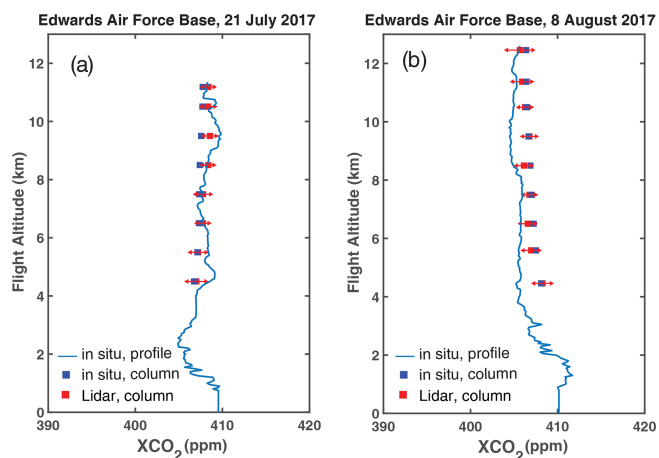 Edwards Air Force Base, 21 July 2017
(a)
Flight Altitude (km)
12
10
8
6
4
2
0
in situ, profile
in situ, column
Lidar, column
390
400
410
420
XCO2 (ppm)
Edwards Air Force Base, 8 August 2017
(b)
Flight Altitude (km)
12
10
8
6
4
2
0
in situ, profile
in situ, column
Lidar, column
390
400
410
420
XCO2 (ppm)